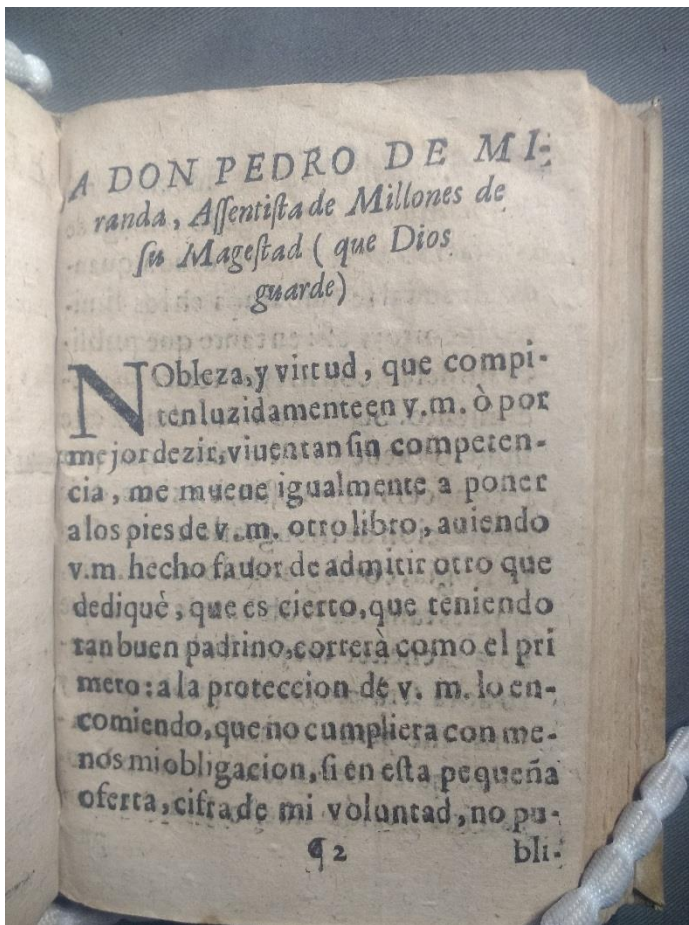 A DON PEDRO DE MI-
randa, Aſſentiſta de Millones de
ſu Mageſtad ( que Dios
guarde)
NObleza, y virtud, que compi-
ten luzidamente en v.m. ò por
mejor dezir, viuen tan ſin competen-
cia, me mueue igualmente a poner
a los pies de v.m. otro libro, auiendo
v.m. hecho fauor de admitir otro que
dediquè, que es cierto, que teniendo
tan buen padrino, correrà como el pri
mero: a la proteccion de v. m. lo en-
comiendo, que no cumpliera con me-
nos mi obligacion, ſi en eſta pequeña
oferta, cifra de mi voluntad, no pu-
¶ 2 bli-